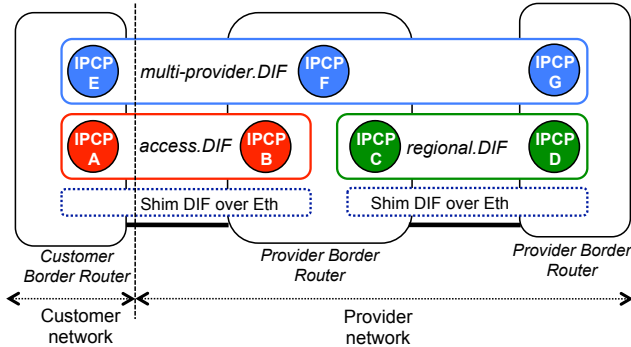 IPCP
E
multi-provider.DIF
IPCP
F
IPCP
G
IPCP
A
access.DIF
IPCP
B
IPCP
C
regional.DIF
IPCP
D
Shim DIF over Eth
Shim DIF over Eth
Customer
Border Router
Provider Border
Router
Provider Border
Router
Customer
network
Provider
network